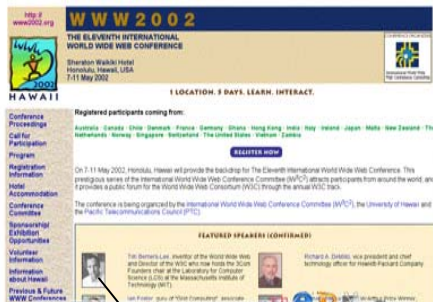 http://
www2002.org
WWW2002
THE ELEVENTH INTERNATIONAL
WORLD WIDE WEB CONFERENCE
Sheraton Waikiki Hotel
Honolulu, Hawaii, USA
7-11 May 2002
2002
HAWAII
1 LOCATION. 5 DAYS. LEARN. INTERACT.
Conference
Proceedings
Call for
Participation
Program
Registration
Information
Hotel
Accommodation
Conference
Committee
Sponsorship/
Exhibition
Opportunities
Volunteer
Information
Information
about Hawaii
Previous & Future
WWW Conferences
Registered participants coming from:
Australia · Canada · Chile · Denmark · France · Germany · Ghana · Hong Kong · India · Italy · Ireland · Japan · Malta · New Zealand · The
Netherlands · Norway · Singapore · Switzerland · The United States · Vietnam · Zambia
REGISTER NOW
On 7-11 May 2002, Honolulu, Hawaii will provide the backdrop for The Eleventh International World Wide Web Conference. This
prestigious series of the International World Wide Web Conference Committee (IW3C2) attracts participants from around the world, and
it provides a public forum for the World Wide Web Consortium (W3C) through the annual W3C track.
The conference is being organized by the International World Wide Web Conference Committee (IW3C2), the University of Hawaii and
the Pacific Telecommunications Council (PTC).
FEATURED SPEAKERS (CONFIRMED)
Tim Berners-Lee, inventor of the World Wide Web
and Director of the W3C who now holds the 3Com
Founders chair at the Laboratory for Computer
Science (LCS) at the Massachusetts Institute of
Technology (MIT)
Richard A. DeMillo, vice president and chief
technology officer for Hewlett-Packard Company
Ian Foster, guru of "Grid Computing", associate